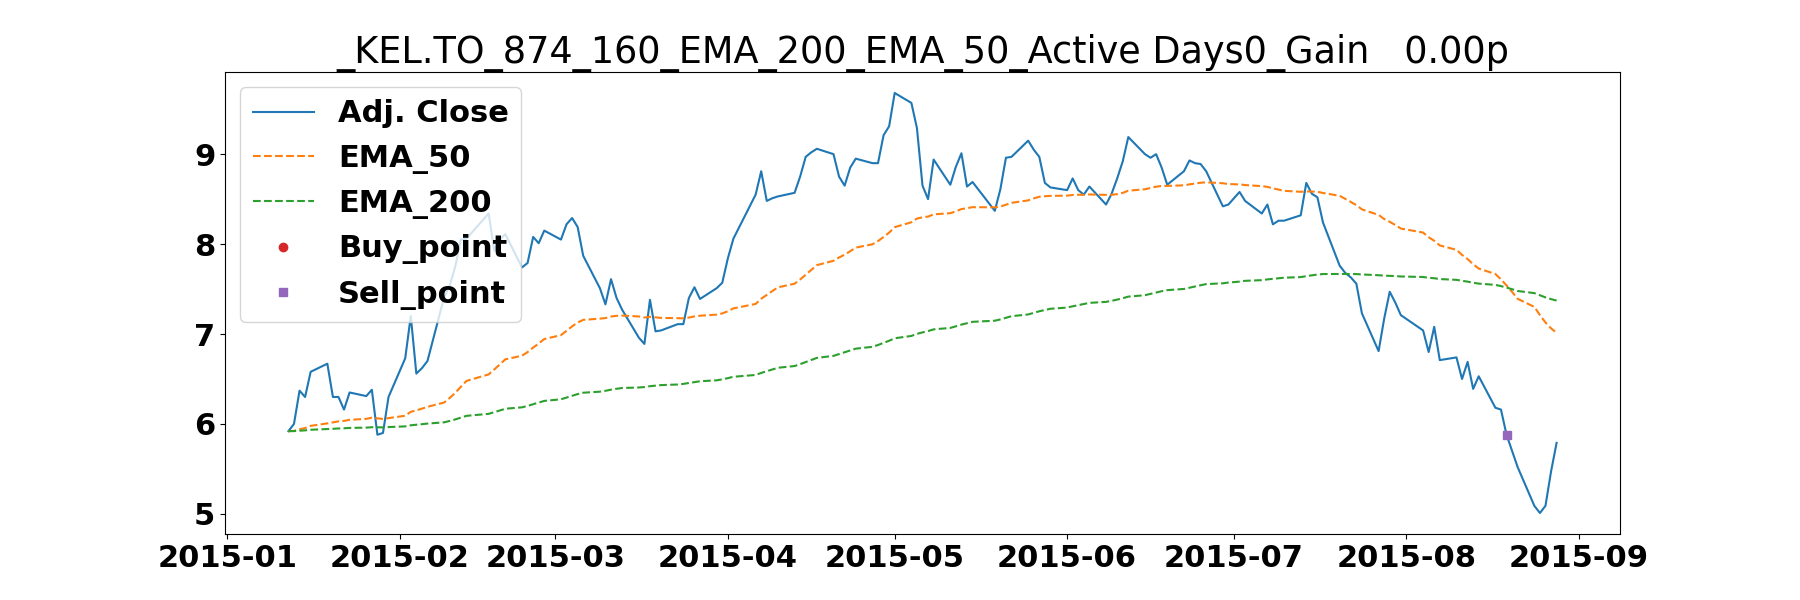 _KEL.TO_874_160_EMA_200_EMA_50_Active Days0_Gain   0.00p
Adj. Close
EMA_50
EMA_200
Buy_point
Sell_point
9
8
7
6
5
2015-01 2015-02 2015-03 2015-04 2015-05 2015-06 2015-07 2015-08 2015-09